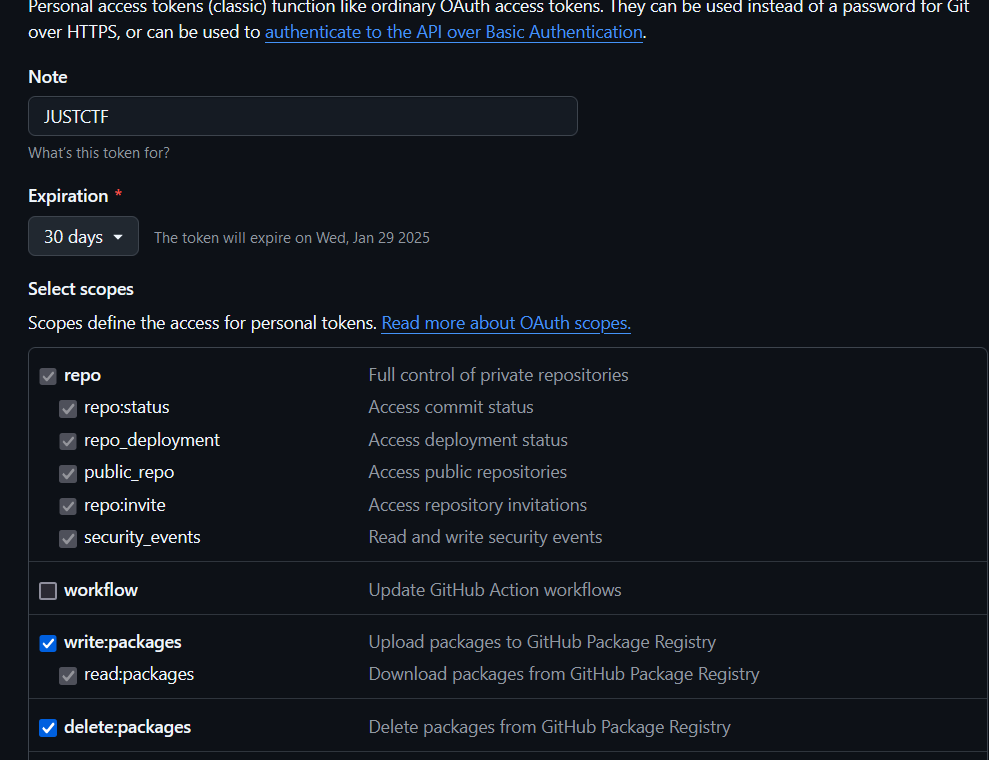 Personal access tokens (classic) function like ordinary OAuth access tokens. They can be used instead of a password for Git
over HTTPS, or can be used to authenticate to the API over Basic Authentication.
Note
JUSTCTF
What's this token for?
Expiration *
30 days The token will expire on Wed, Jan 29 2025
Select scopes
Scopes define the access for personal tokens. Read more about OAuth scopes.
repo Full control of private repositories
repo:status Access commit status
repo_deployment Access deployment status
public_repo Access public repositories
repo:invite Access repository invitations
security_events Read and write security events
workflow Update GitHub Action workflows
write:packages Upload packages to GitHub Package Registry
read:packages Download packages from GitHub Package Registry
delete:packages Delete packages from GitHub Package Registry